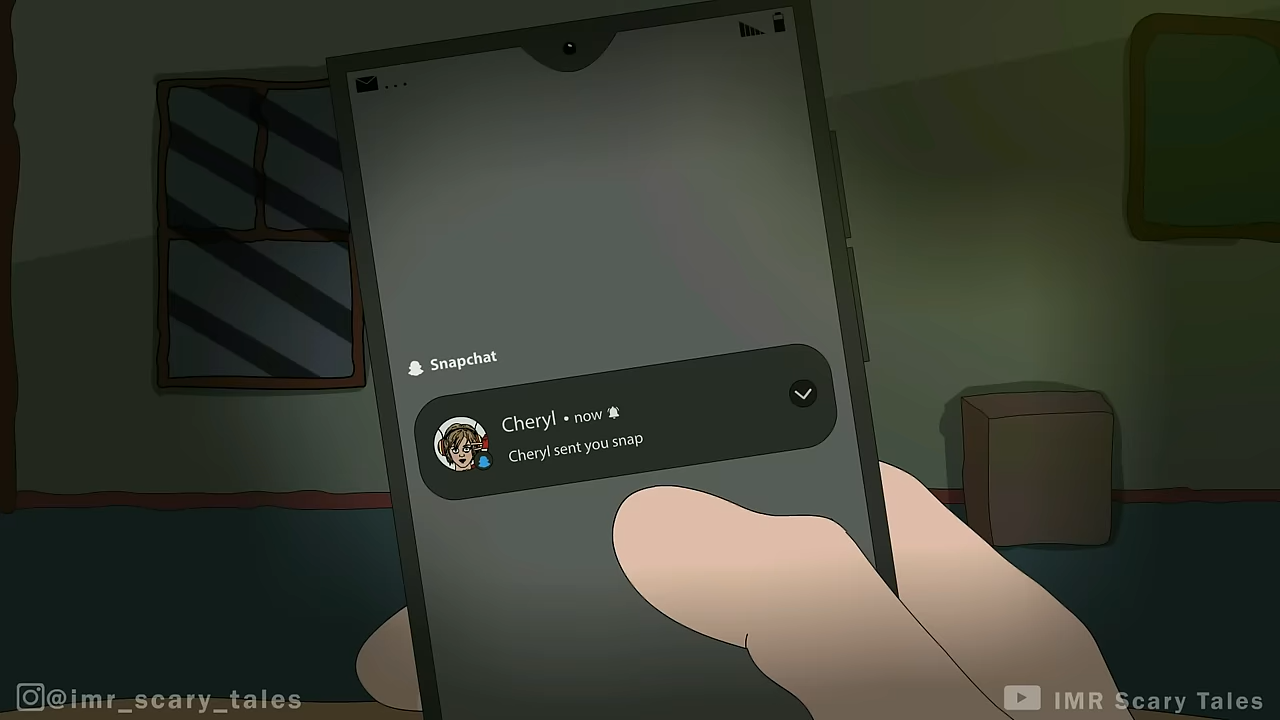 Snapchat
Cheryl • now
Cheryl sent you snap
@imr_scary_tales
IMR Scary Tales